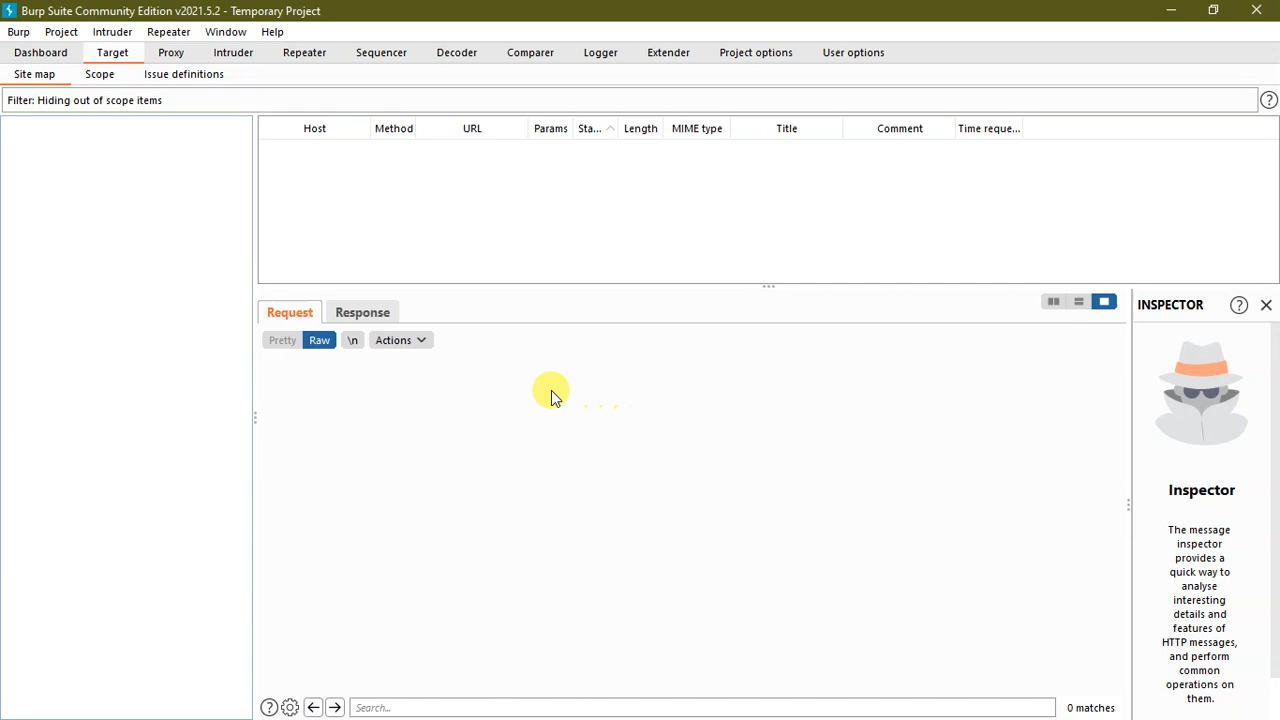 Burp Suite Community Edition v2021.5.2 - Temporary Project
Burp Project Intruder Repeater Window Help
Dashboard Target Proxy Intruder Repeater Sequencer Decoder Comparer Logger Extender Project options User options
Site map Scope Issue definitions
Filter: Hiding out of scope items ?
Host Method URL Params Sta... Length MIME type Title Comment Time reque...
Request Response
Pretty Raw \n Actions
INSPECTOR ?
Inspector
The message
inspector
provides a
quick way to
analyse
interesting
details and
features of
HTTP messages,
and perform
common
operations on
them.
? Search... 0 matches